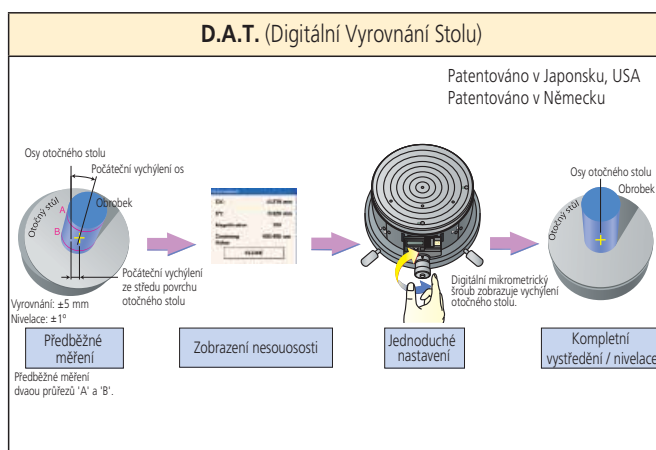 D.A.T. (Digitální Vyrovnání Stolu)
Patentováno v Japonsku, USA
Patentováno v Německu
Osy otočného stolu
Počáteční vychýlení os
Obrobek
Otočný stůl
A
B
Počáteční vychýlení
ze středu povrchu
otočného stolu
Vyrovnání: ±5 mm
Nivelace: ±1°
Předběžné
měření
Předběžné měření
dvaou průřezů 'A' a 'B'.
Zobrazení nesouososti
Digitální mikrometrický
šroub zobrazuje vychýlení
otočného stolu.
Jednoduché
nastavení
Osy otočného stolu
Obrobek
Otočný stůl
Kompletní
vystředění / nivelace